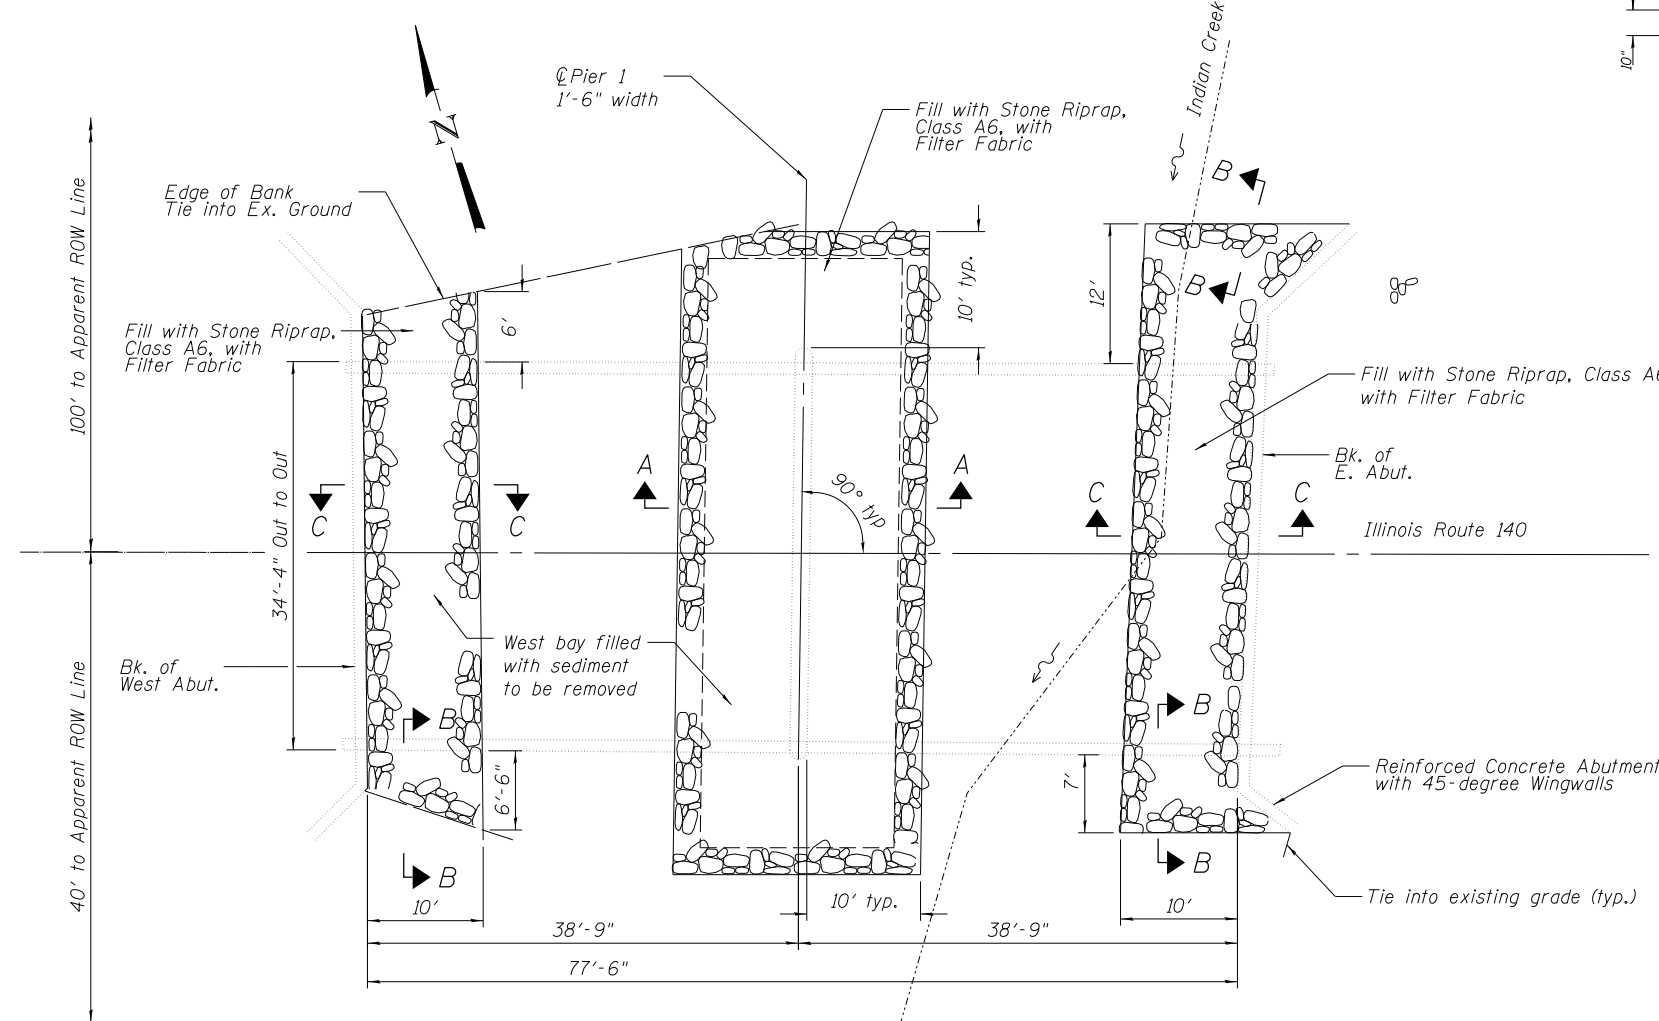 10"
Indian Creek
℄ Pier 1
1'-6" width
Fill with Stone Riprap,
Class A6, with
Filter Fabric
N
B
Edge of Bank
Tie into Ex. Ground
100' to Apparent ROW Line
10' typ.
12'
B
6'
Fill with Stone Riprap,
Class A6, with
Filter Fabric
Fill with Stone Riprap, Class A6
with Filter Fabric
34'-4" Out to Out
A
A
90° typ
Bk. of
E. Abut.
C
C
C
C
Illinois Route 140
West bay filled
with sediment
to be removed
Bk. of
West Abut.
40' to Apparent ROW Line
B
B
6'-6"
7'
Reinforced Concrete Abutment
with 45-degree Wingwalls
B
B
Tie into existing grade (typ.)
10'
10' typ.
10'
38'-9"
38'-9"
77'-6"